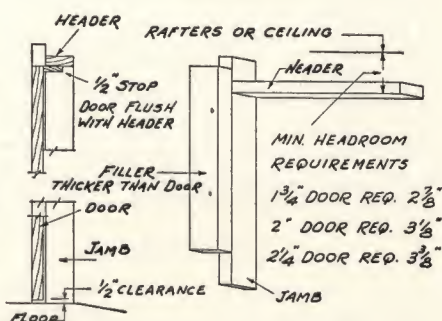 HEADER
1/2" STOP
DOOR FLUSH
WITH HEADER
FILLER
THICKER THAN DOOR
DOOR
JAMB
1/2" CLEARANCE
FLOOR
RAFTERS OR CEILING
HEADER
MIN. HEADROOM
REQUIREMENTS
1 3/4" DOOR REQ. 2 7/8"
2" DOOR REQ. 3 1/8"
2 1/4" DOOR REQ. 3 3/8"
JAMB